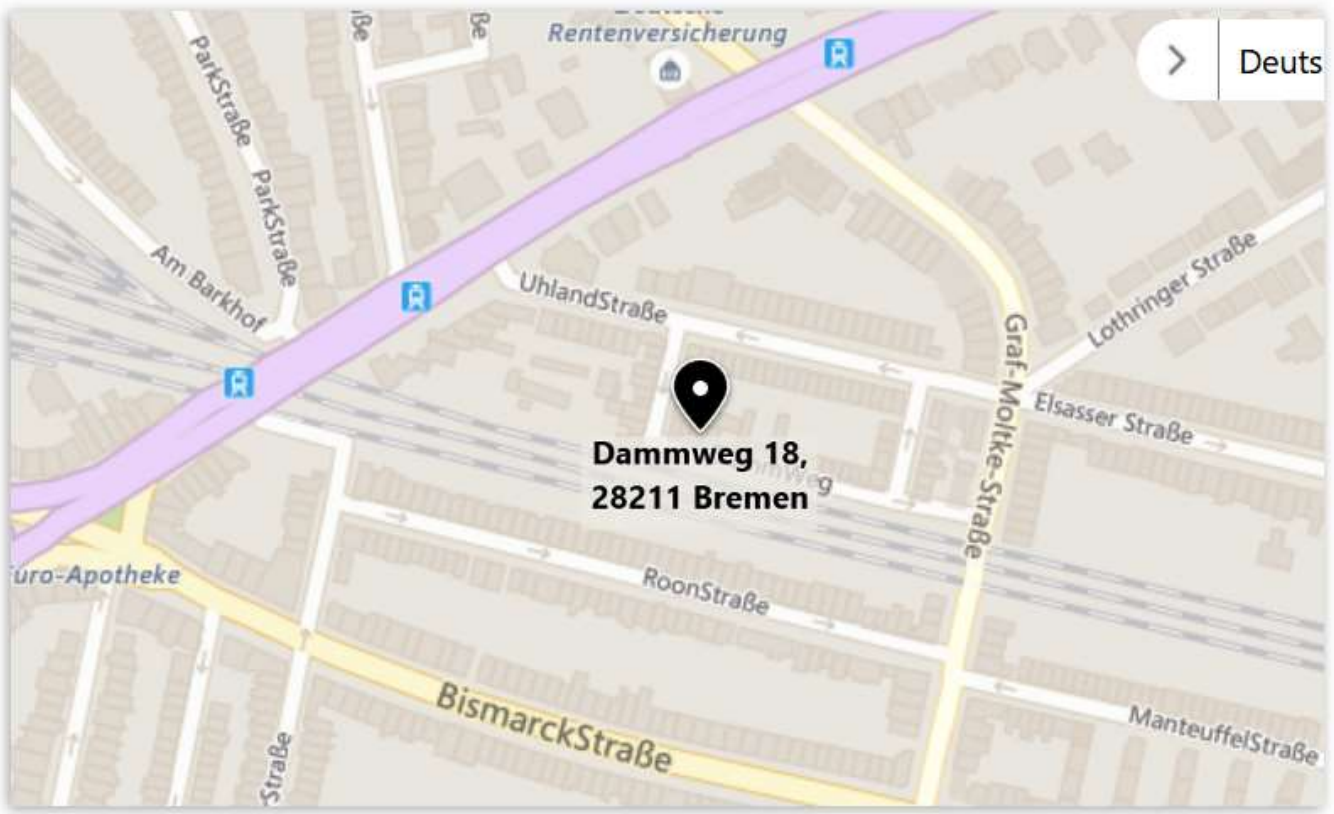 Rentenversicherung
Deuts
ParkStraße
ParkStraße
Am Barkhof
UhlandStraße
Lothringer Straße
Graf-Moltke-Straße
Elsasser Straße
Dammweg 18,
28211 Bremen
uro-Apotheke
RoonStraße
BismarckStraße
ManteuffelStraße
-Straße